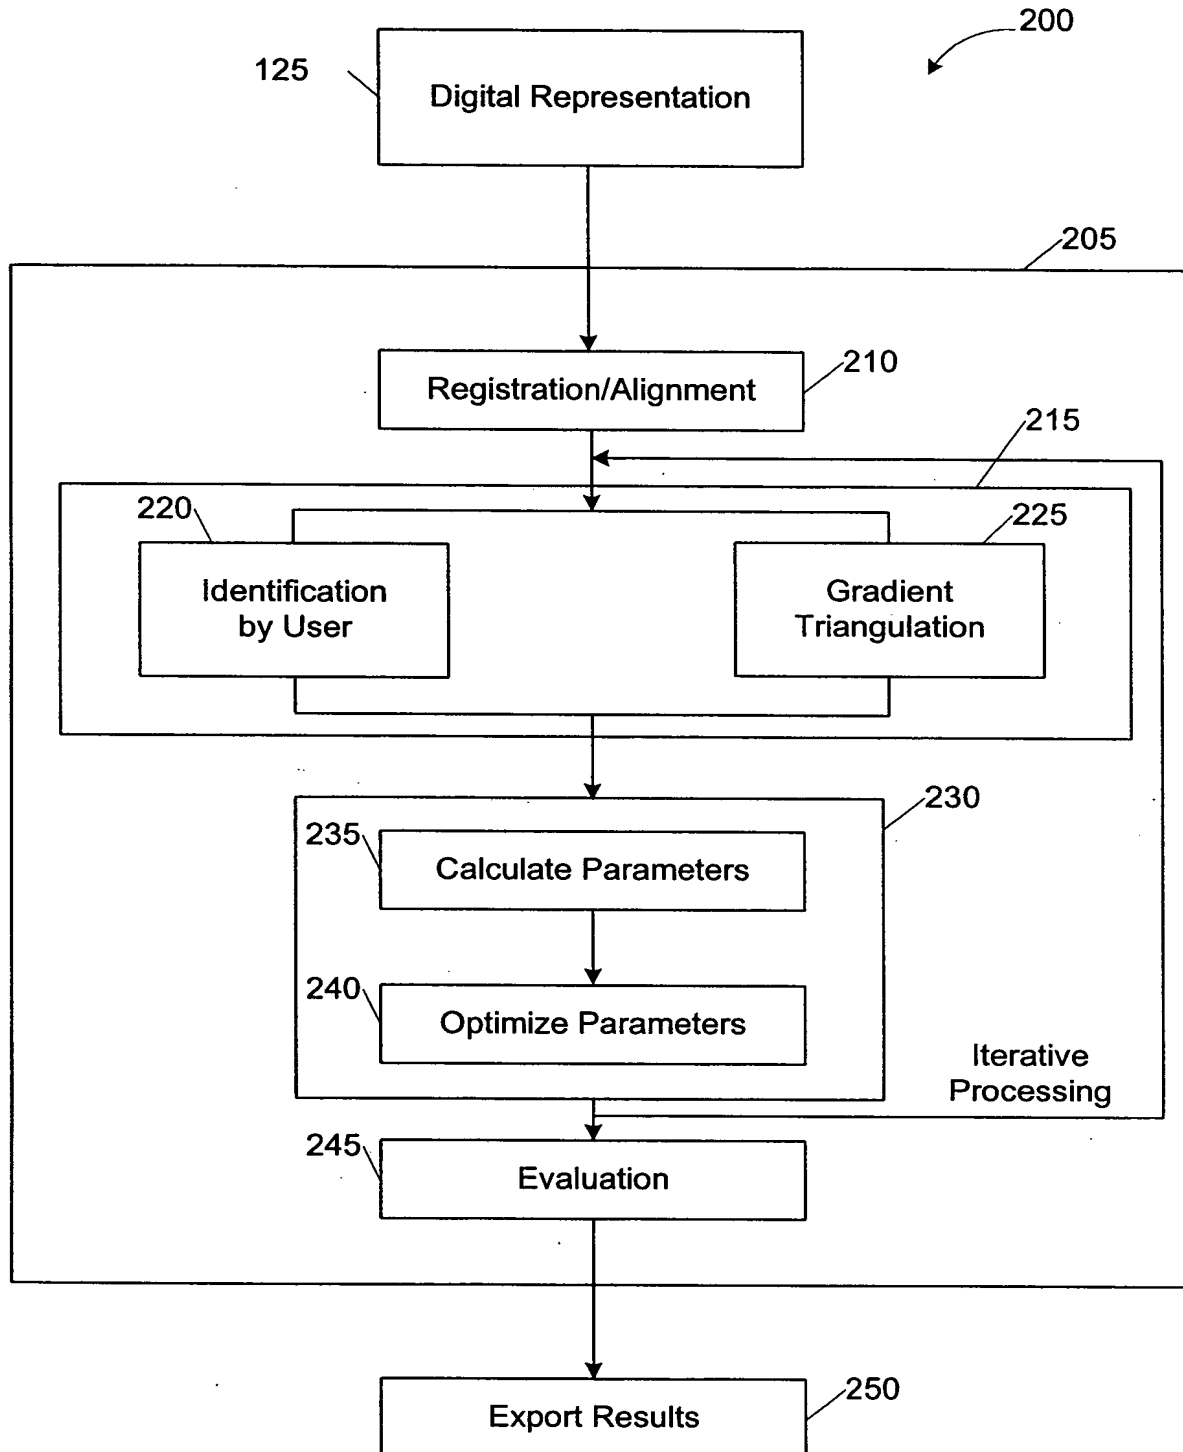 200
125
Digital Representation
205
Registration/Alignment
210
215
220
225
Identification
by User
Gradient
Triangulation
230
235
Calculate Parameters
240
Optimize Parameters
Iterative
Processing
245
Evaluation
250
Export Results